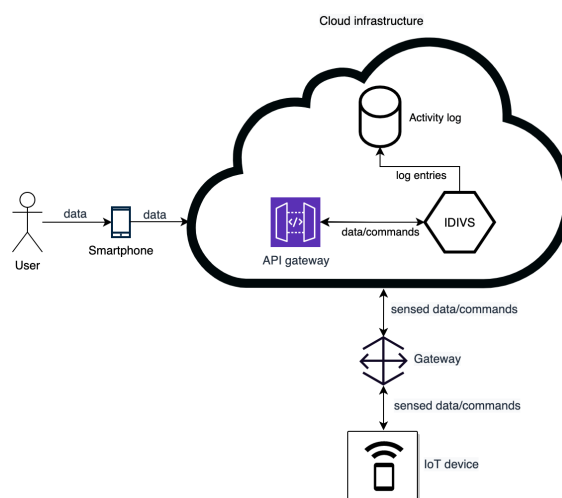 Cloud infrastructure
Activity log
log entries
data
data
IDIVS
data/commands
User
Smartphone
API gateway
sensed data/commands
Gateway
sensed data/commands
IoT device